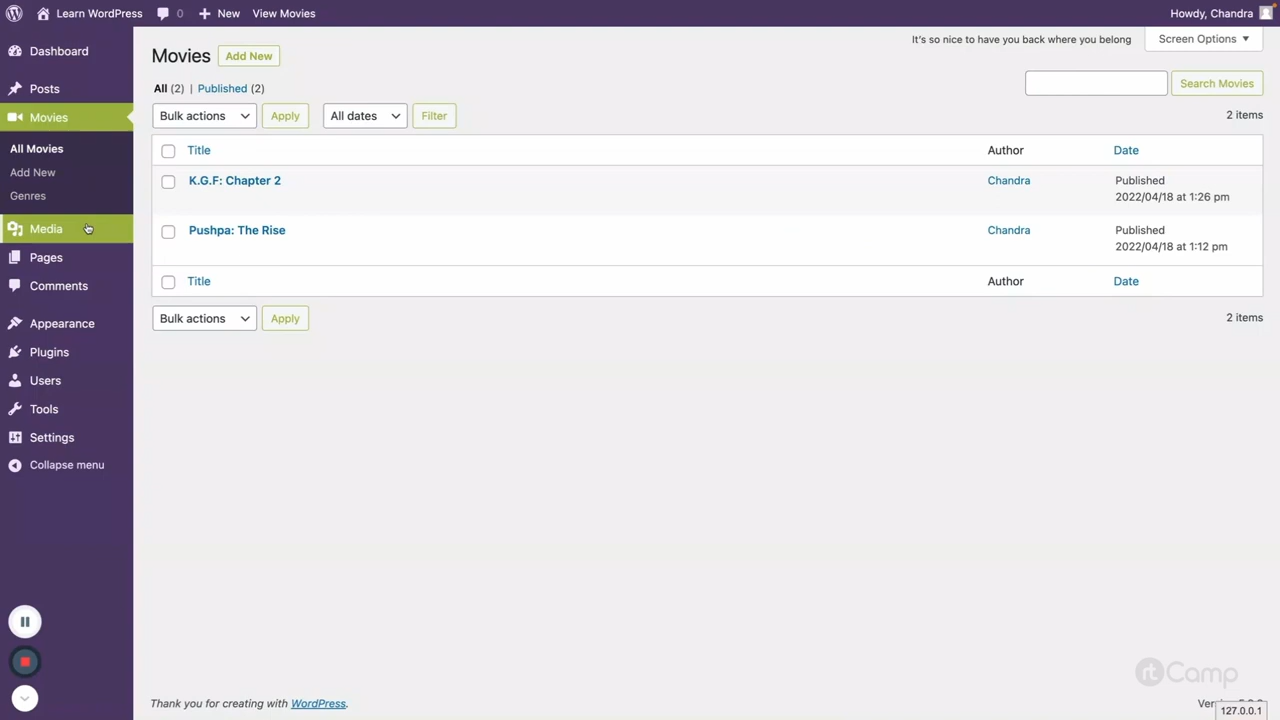 Learn WordPress 0 New View Movies Howdy, Chandra
Dashboard
Posts
Movies
All Movies
Add New
Genres
Media
Pages
Comments
Appearance
Plugins
Users
Tools
Settings
Collapse menu
It's so nice to have you back where you belong Screen Options
Movies Add New
All (2) | Published (2)
Search Movies
Bulk actions Apply All dates Filter 2 items
Title Author Date
K.G.F: Chapter 2 Chandra Published
2022/04/18 at 1:26 pm
Pushpa: The Rise Chandra Published
2022/04/18 at 1:12 pm
Title Author Date
Bulk actions Apply 2 items
rtCamp
Thank you for creating with WordPress.
127.0.0.1